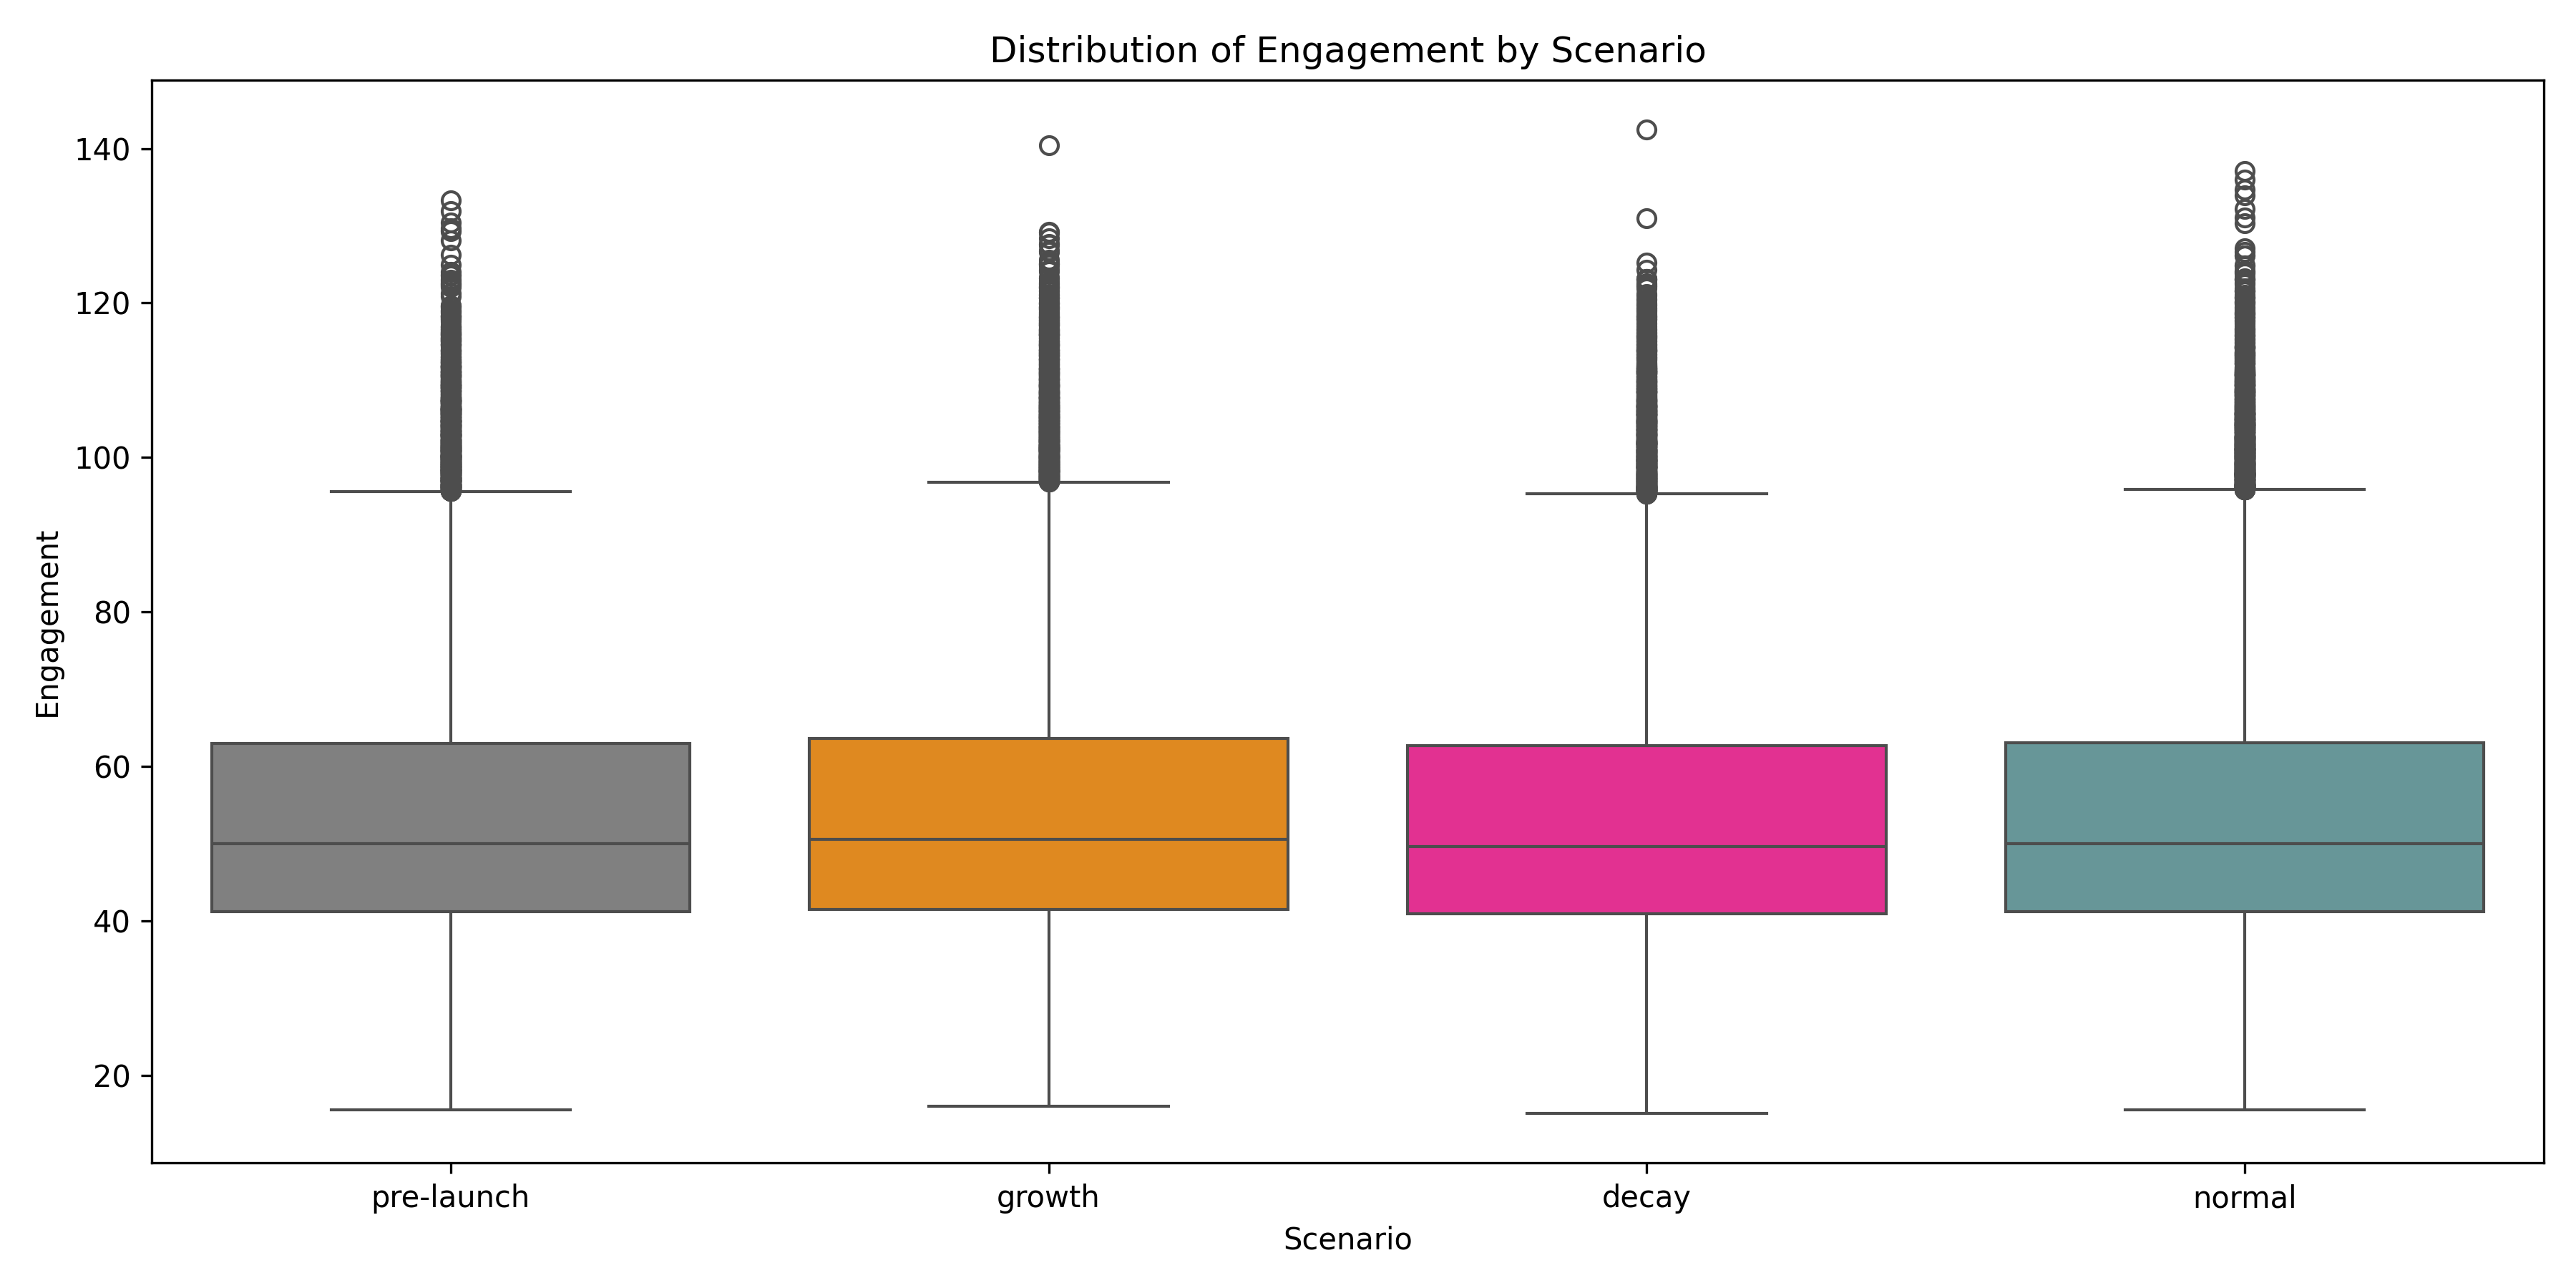 Distribution of Engagement by Scenario
Engagement
140
120
100
80
60
40
20
pre-launch growth decay normal
Scenario